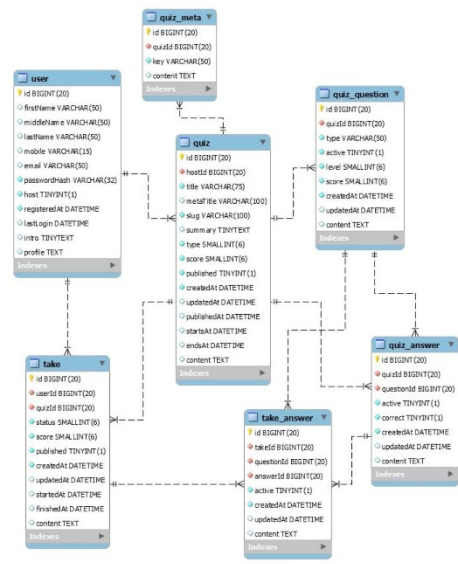 quiz_meta
id BIGINT(20)
quizId BIGINT(20)
key VARCHAR(50)
content TEXT
Indexes
user
id BIGINT(20)
firstName VARCHAR(50)
middleName VARCHAR(50)
lastName VARCHAR(50)
mobile VARCHAR(15)
email VARCHAR(50)
passwordHash VARCHAR(32)
host TINYINT(1)
registeredAt DATETIME
lastLogin DATETIME
intro TINYTEXT
profile TEXT
Indexes
quiz
id BIGINT(20)
hostId BIGINT(20)
title VARCHAR(75)
metaTitle VARCHAR(100)
slug VARCHAR(100)
summary TINYTEXT
type SMALLINT(6)
score SMALLINT(6)
published TINYINT(1)
createdAt DATETIME
updatedAt DATETIME
publishedAt DATETIME
startsAt DATETIME
endsAt DATETIME
content TEXT
Indexes
quiz_question
id BIGINT(20)
quizId BIGINT(20)
type VARCHAR(50)
active TINYINT(1)
level SMALLINT(6)
score SMALLINT(6)
createdAt DATETIME
updatedAt DATETIME
content TEXT
Indexes
take
id BIGINT(20)
userId BIGINT(20)
quizId BIGINT(20)
status SMALLINT(6)
score SMALLINT(6)
published TINYINT(1)
createdAt DATETIME
updatedAt DATETIME
startedAt DATETIME
finishedAt DATETIME
content TEXT
Indexes
take_answer
id BIGINT(20)
takeId BIGINT(20)
questionId BIGINT(20)
answerId BIGINT(20)
active TINYINT(1)
createdAt DATETIME
updatedAt DATETIME
content TEXT
Indexes
quiz_answer
id BIGINT(20)
quizId BIGINT(20)
questionId BIGINT(20)
active TINYINT(1)
correct TINYINT(1)
createdAt DATETIME
updatedAt DATETIME
content TEXT
Indexes